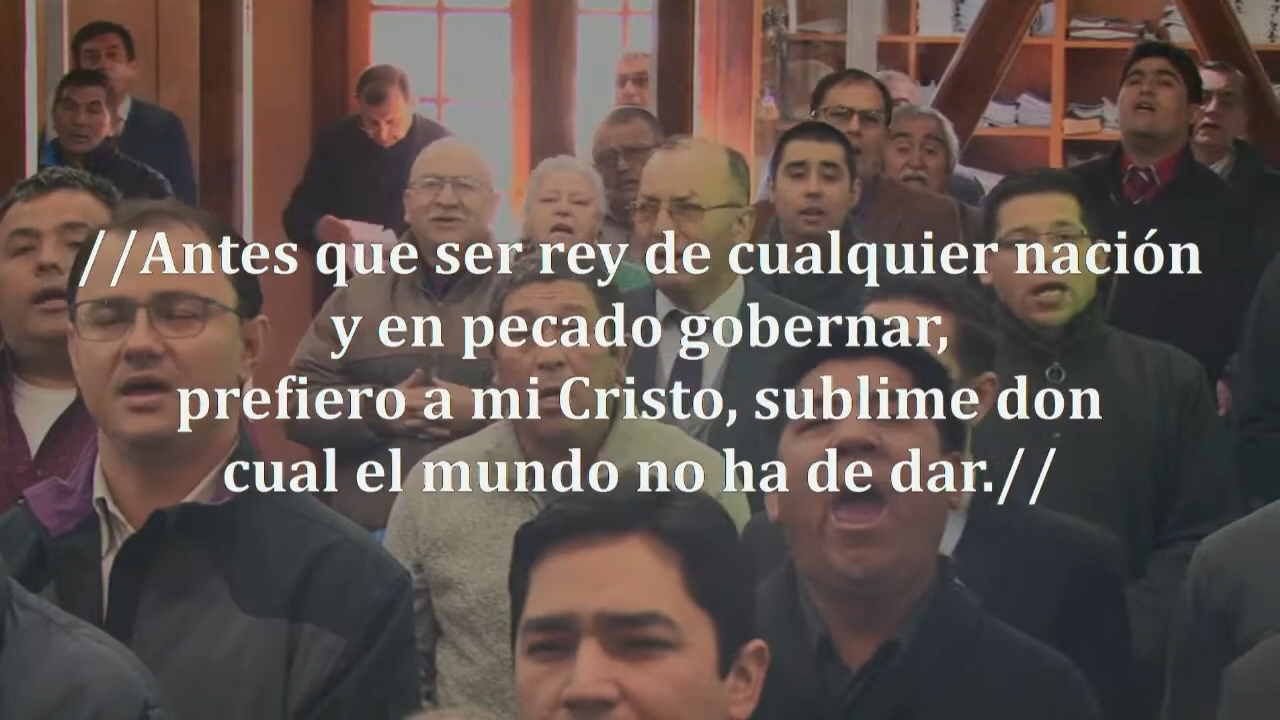 //Antes que ser rey de cualquier nación
y en pecado gobernar,
prefiero a mi Cristo, sublime don
cual el mundo no ha de dar.//